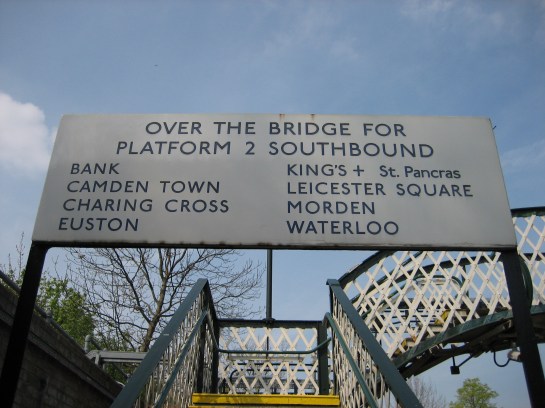 OVER THE BRIDGE FOR
PLATFORM 2 SOUTHBOUND
BANK
CAMDEN TOWN
CHARING CROSS
EUSTON
KING'S + St. Pancras
LEICESTER SQUARE
MORDEN
WATERLOO